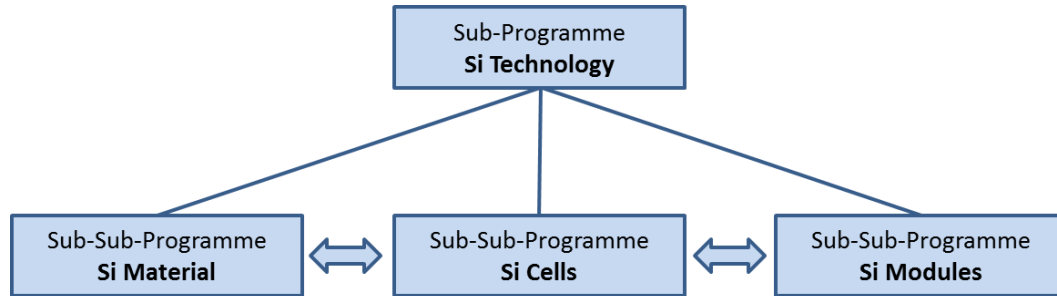 Sub-Programme
Si Technology
Sub-Sub-Programme
Si Material
Sub-Sub-Programme
Si Cells
Sub-Sub-Programme
Si Modules